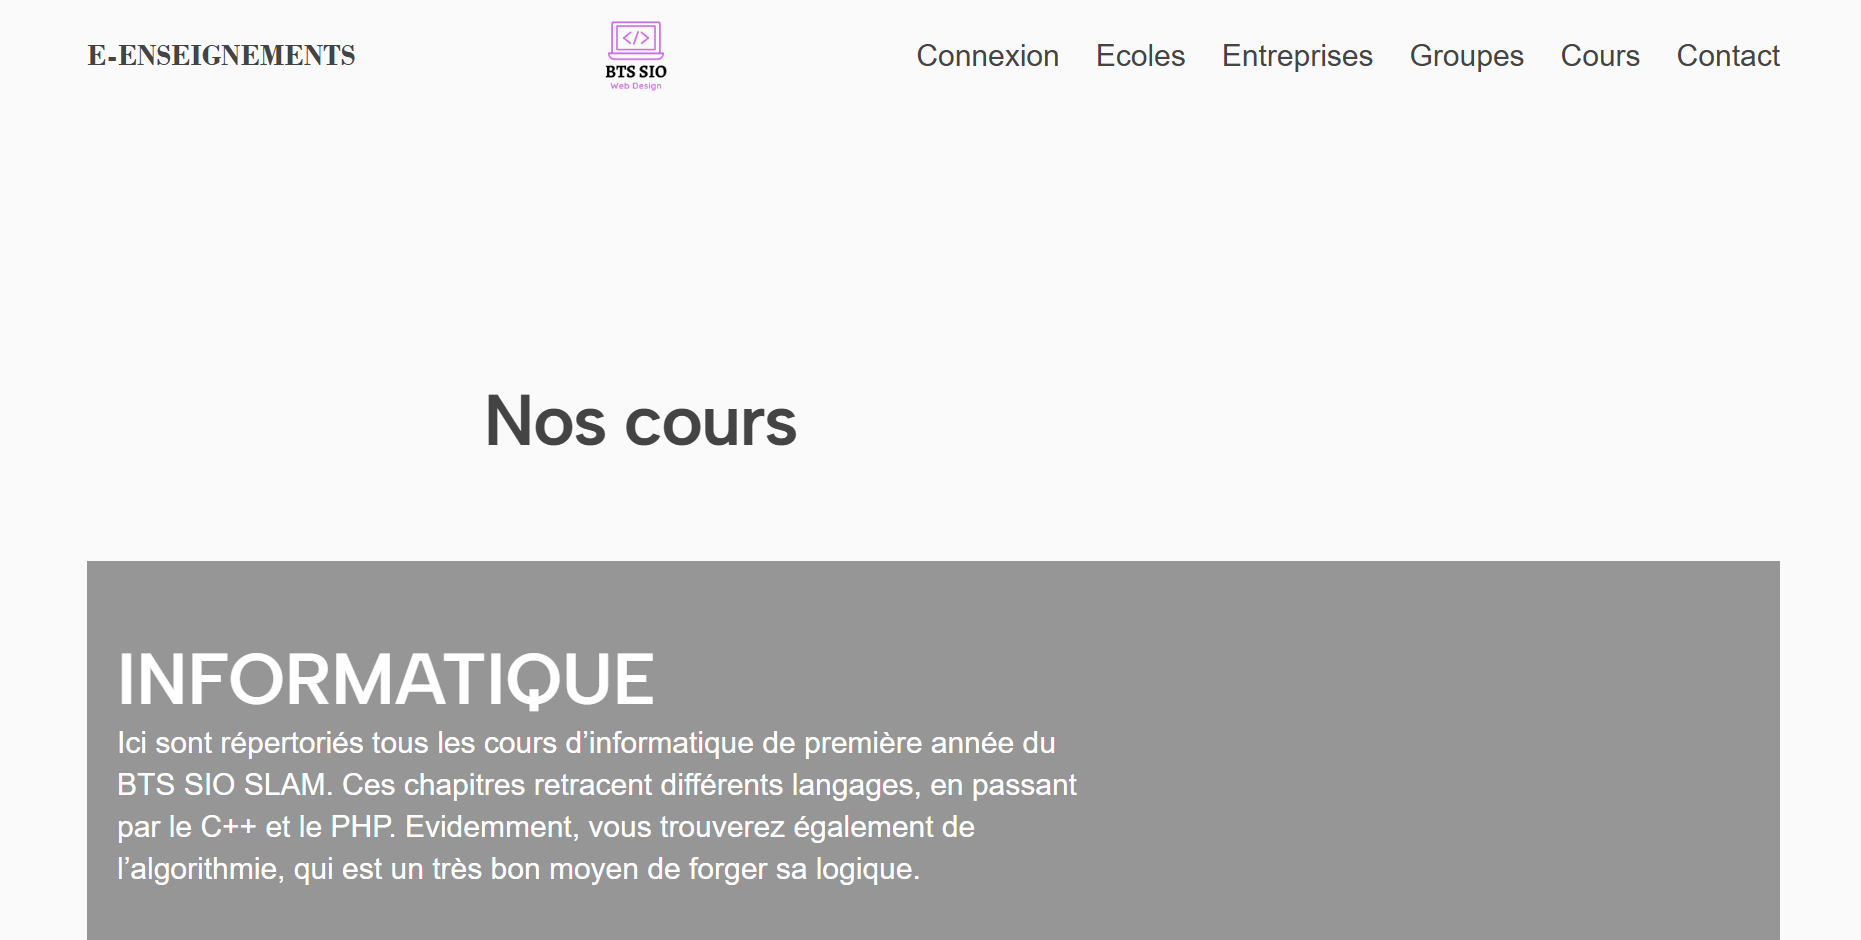 E-ENSEIGNEMENTS
</>
BTS SIO
Web Design
Connexion Ecoles Entreprises Groupes Cours Contact
Nos cours
INFORMATIQUE
Ici sont répertoriés tous les cours d’informatique de première année du
BTS SIO SLAM. Ces chapitres retracent différents langages, en passant
par le C++ et le PHP. Evidemment, vous trouverez également de
l’algorithmie, qui est un très bon moyen de forger sa logique.